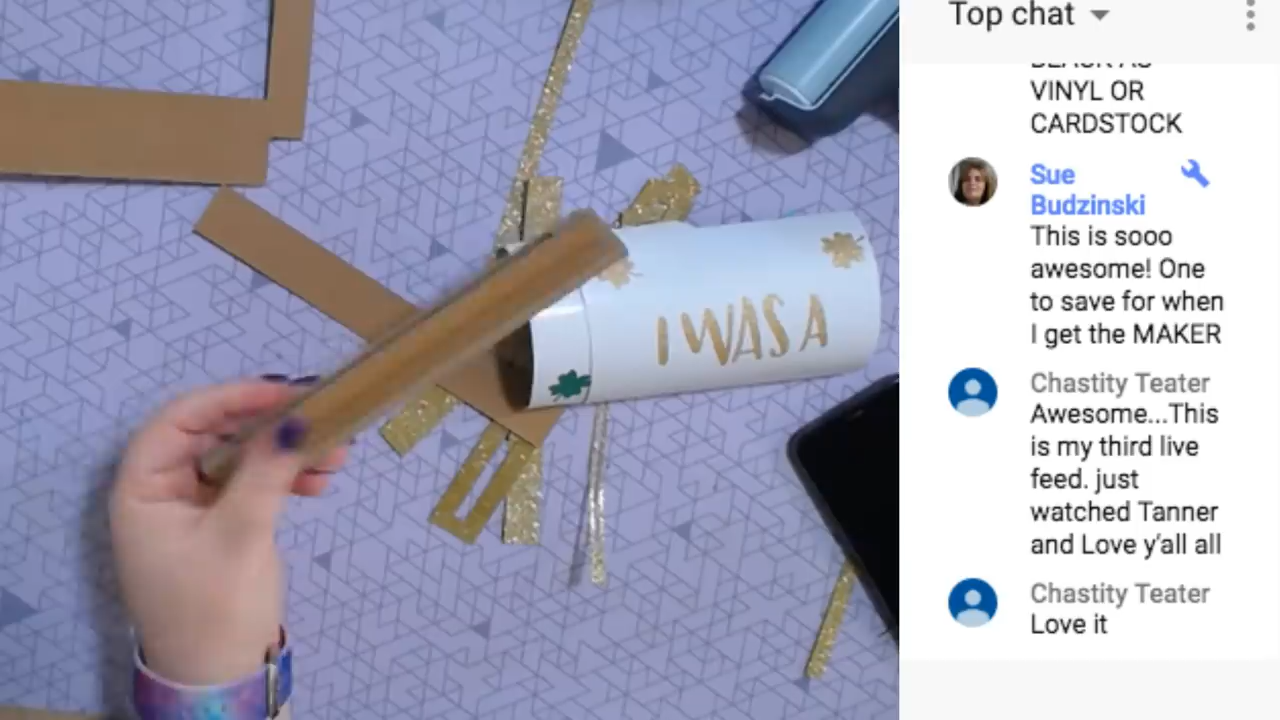 I WAS A
Top chat
VINYL OR
CARDSTOCK
Sue
Budzinski
This is sooo
awesome! One
to save for when
I get the MAKER
Chastity Teater
Awesome...This
is my third live
feed. just
watched Tanner
and Love y'all all
Chastity Teater
Love it